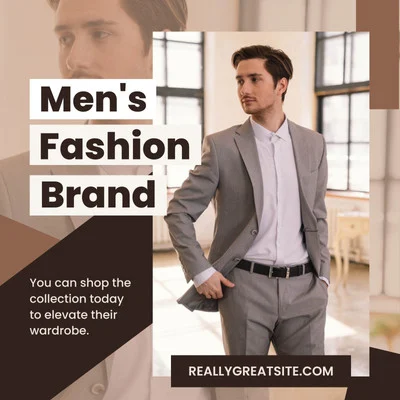 Men's
Fashion
Brand
You can shop the
collection today
to elevate their
wardrobe.
REALLYGREATSITE.COM